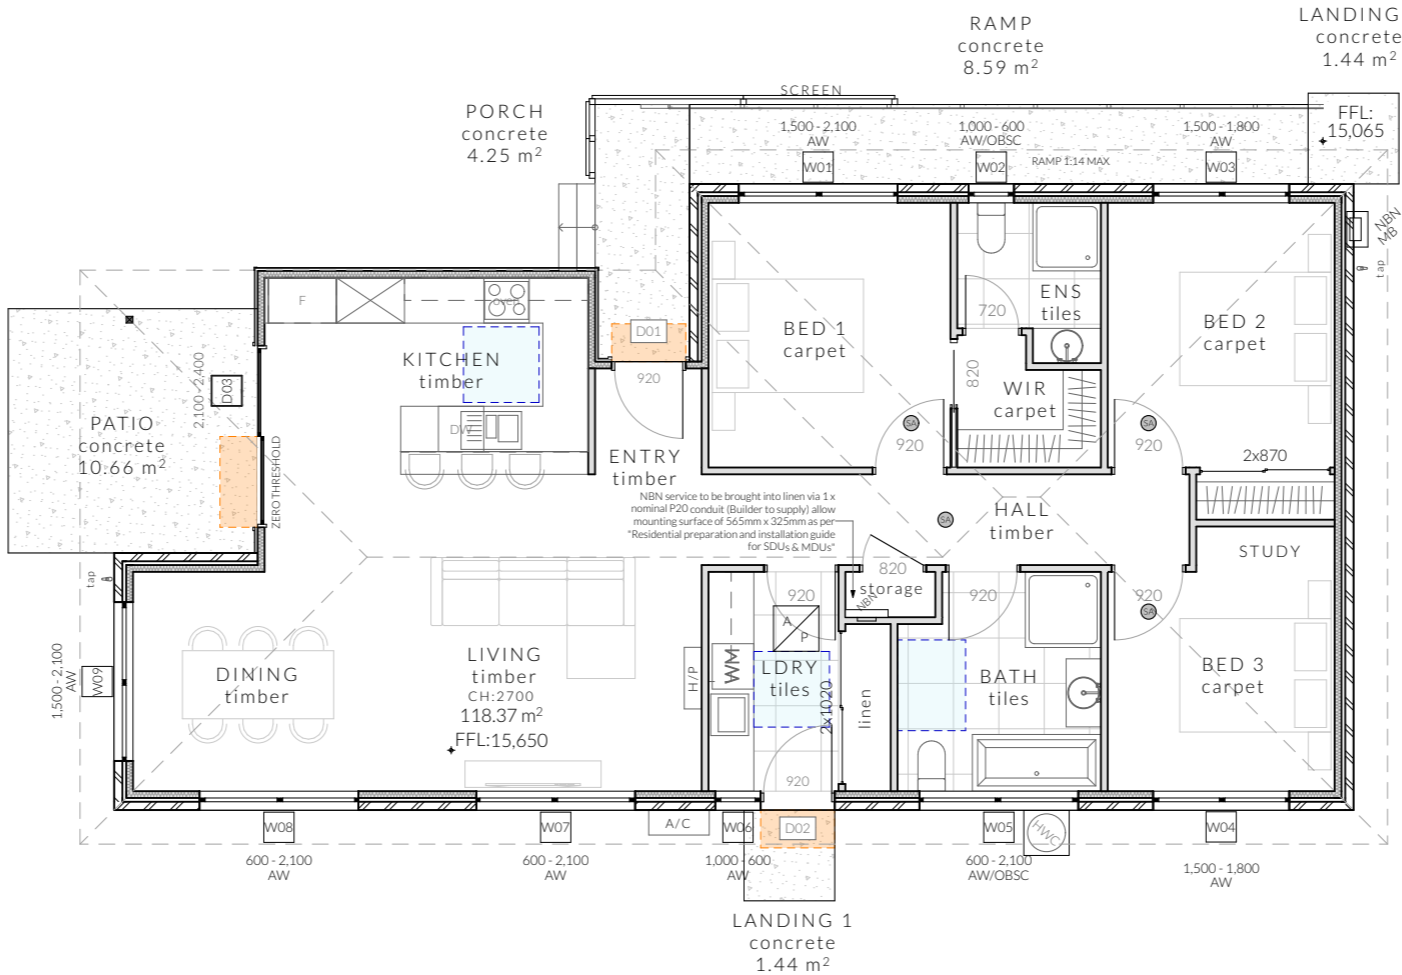 RAMP
concrete
8.59 m²
LANDING
concrete
1.44 m²
PORCH
concrete
4.25 m²
SCREEN
1,500 - 2,100
AW
W01
1,000 - 600
AW/OBSC
W02
RAMP 1:14 MAX
1,500 - 1,800
AW
W03
FFL:
15,065
NBN
MB
tap
F
oven
KITCHEN
timber
DW
D01
920
ENTRY
timber
BED 1
carpet
920
SA
720
ENS
tiles
820
WIR
carpet
BED 2
carpet
SA
920
2x870
2,100 - 2,400
D03
PATIO
concrete
10.66 m²
ZERO THRESHOLD
NBN service to be brought into linen via 1 x
nominal P20 conduit (Builder to supply) allow
mounting surface of 565mm x 325mm as per
"Residential preparation and installation guide
for SDUs & MDUs"
SA
HALL
timber
STUDY
820
storage
NBN
920
920
920
SA
tap
1,500 - 2,100
AW
W09
DINING
timber
LIVING
timber
CH:2700
118.37 m²
FFL:15,650
H/P
A
P
WM
LDRY
tiles
2x1020
linen
920
BATH
tiles
BED 3
carpet
W08
600 - 2,100
AW
W07
600 - 2,100
AW
A/C
W06
1,000 - 600
AW
D02
W05
600 - 2,100
AW/OBSC
HWC
W04
1,500 - 1,800
AW
LANDING 1
concrete
1.44 m²